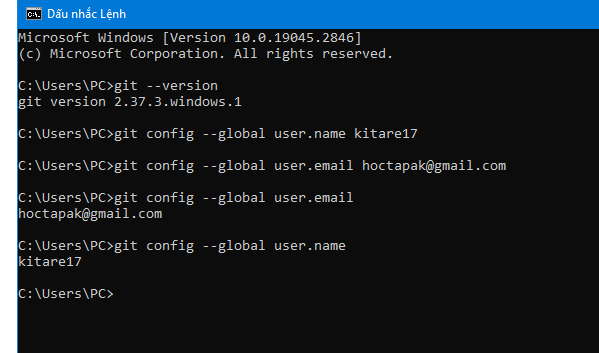 Dấu nhắc Lệnh
Microsoft Windows [Version 10.0.19045.2846]
(c) Microsoft Corporation. All rights reserved.
C:\Users\PC>git --version
git version 2.37.3.windows.1
C:\Users\PC>git config --global user.name kitare17
C:\Users\PC>git config --global user.email hoctapak@gmail.com
C:\Users\PC>git config --global user.email
hoctapak@gmail.com
C:\Users\PC>git config --global user.name
kitare17
C:\Users\PC>